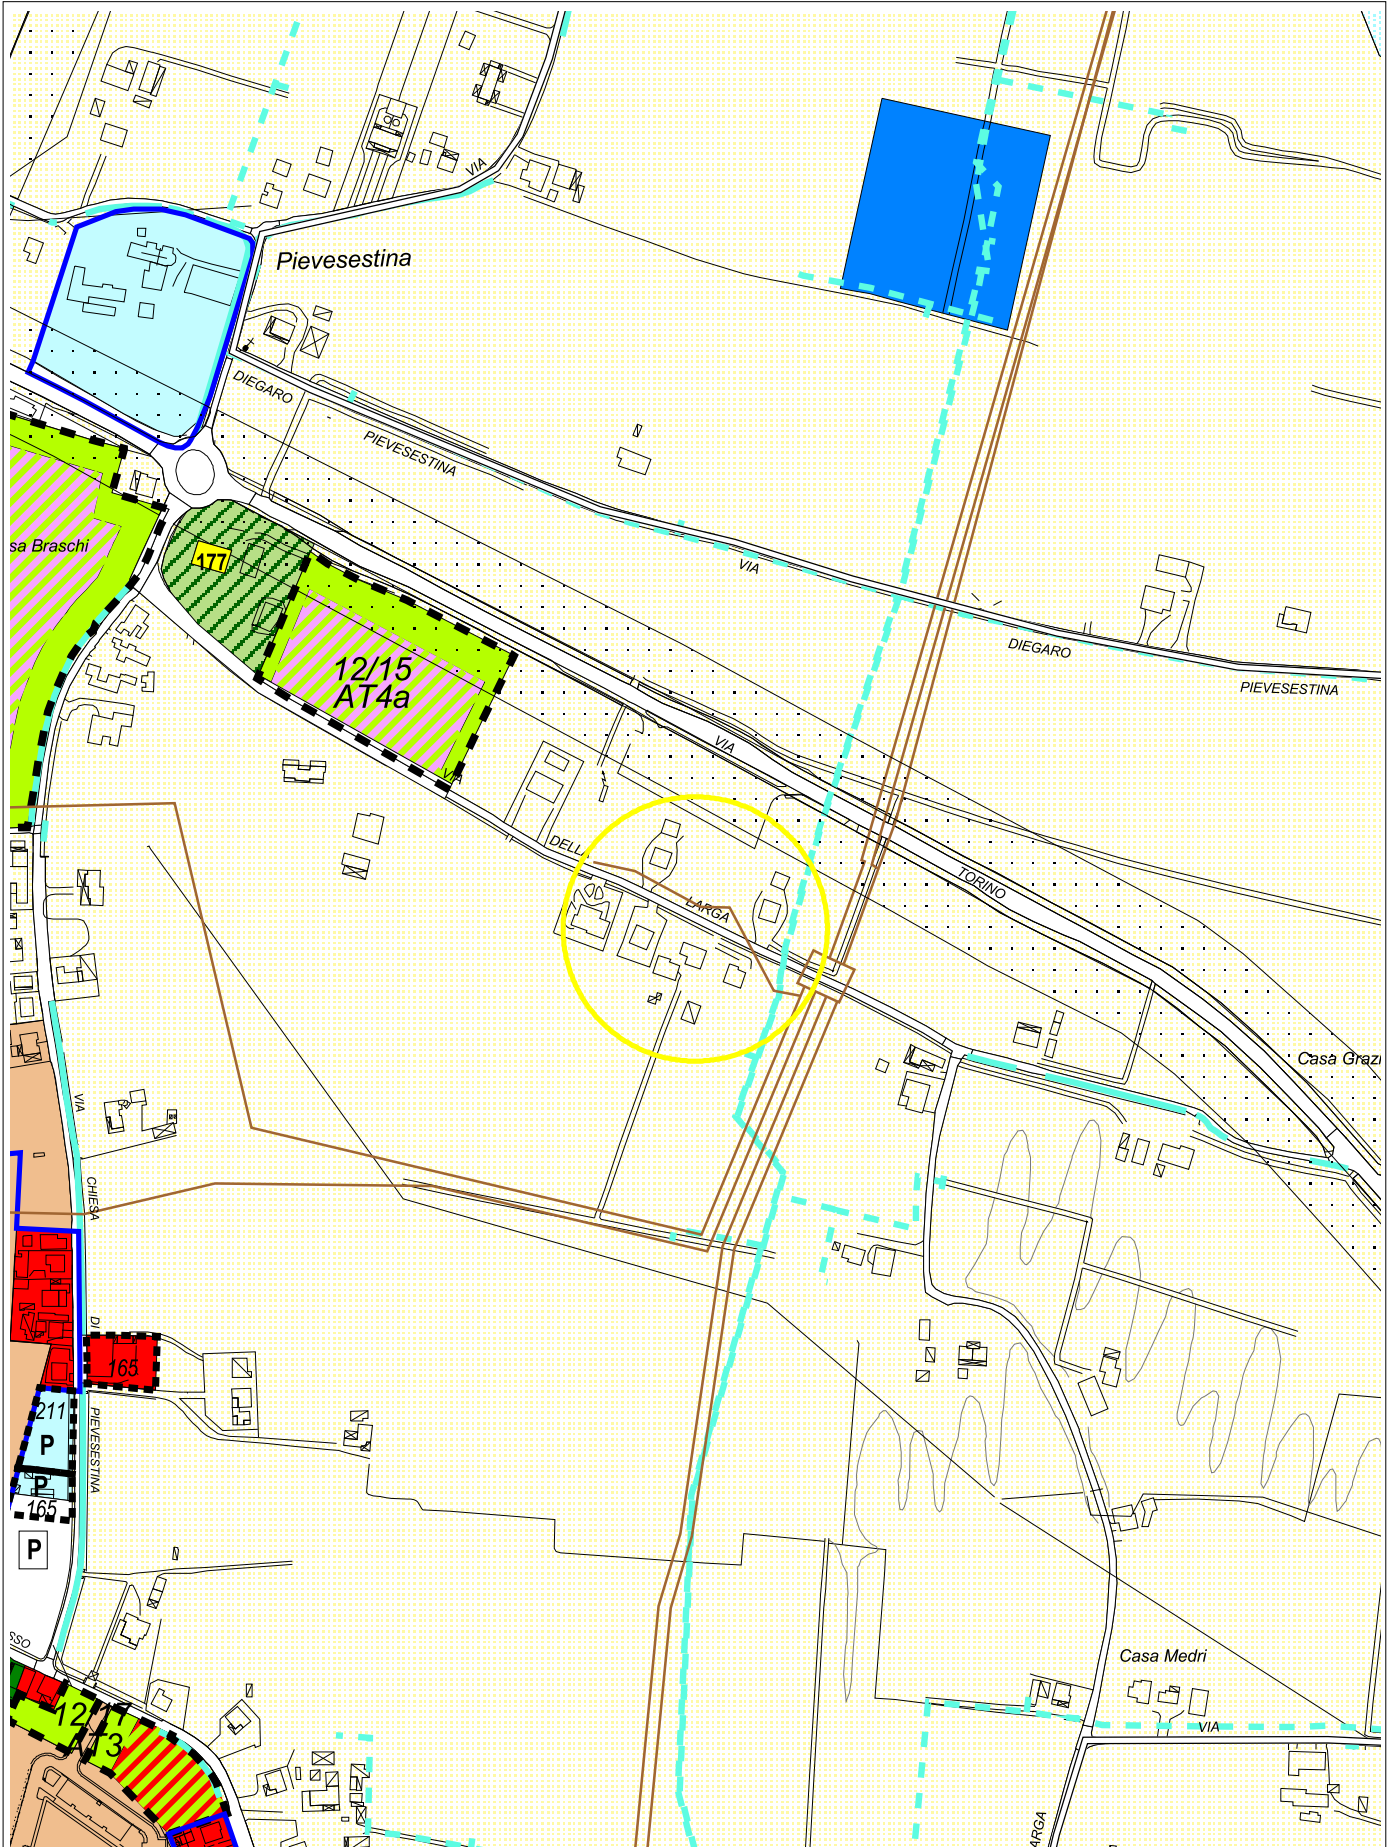 VIA
Pievesestina
DIEGARO
PIEVESESTINA
sa Braschi
177
VIA
12/15
AT4a
DIEGARO
PIEVESESTINA
VIA
VIA
DELLA
LARGA
TORINO
Casa Grazi
VIA
CHIESA
DI
165
211
P
PIEVESESTINA
P
165
P
SSO
Casa Medri
12/17
AT3
VIA
ARGA